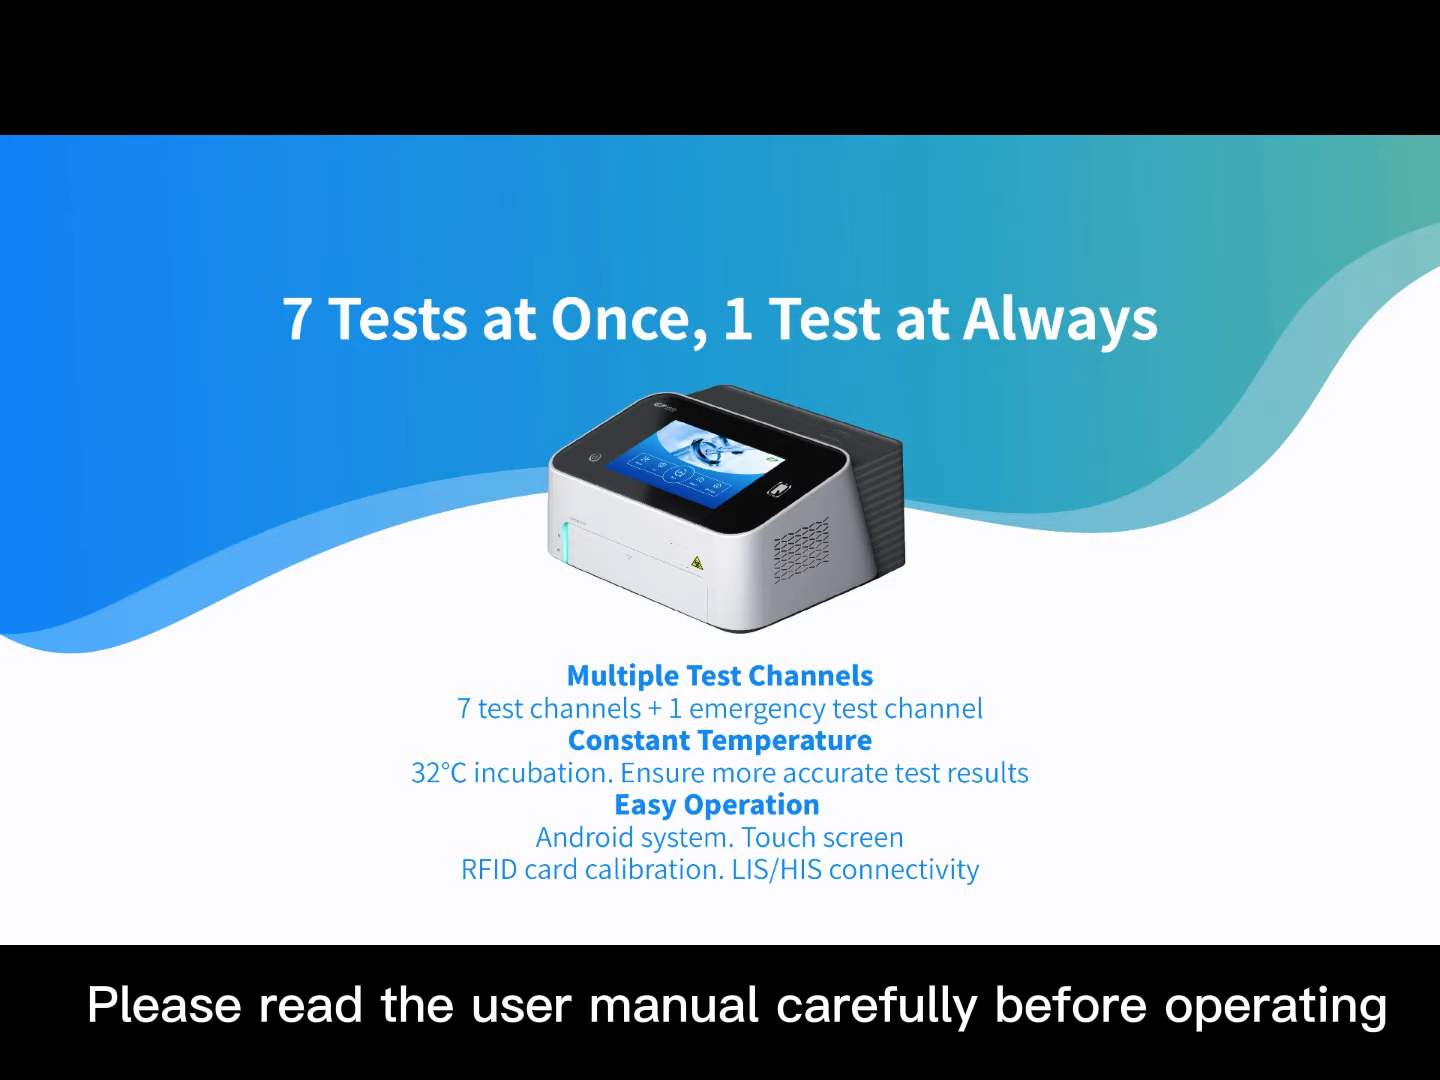 7 Tests at Once, 1 Test at Always
Multiple Test Channels
7 test channels + 1 emergency test channel
Constant Temperature
32°C incubation. Ensure more accurate test results
Easy Operation
Android system. Touch screen
RFID card calibration. LIS/HIS connectivity
Please read the user manual carefully before operating